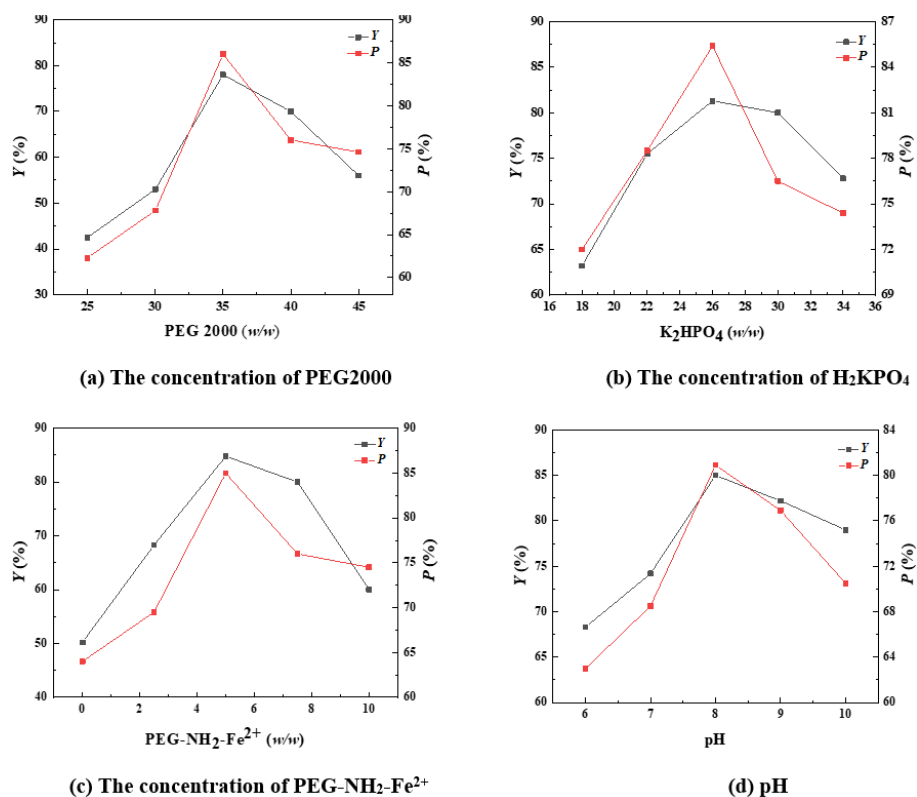 90 90
Y
P
80 85
70 80
Y (%) 60 75 P (%)
50 70
40 65
30 60
25 30 35 40 45
PEG 2000 (w/w)
(a) The concentration of PEG2000
90 87
Y
P
85 84
80 81
Y (%) 75 78 P (%)
70 75
65 72
60 69
16 18 20 22 24 26 28 30 32 34 36
K₂HPO₄ (w/w)
(b) The concentration of H₂KPO₄
90 90
Y
P
80 85
80
70 75
Y (%) 60 70 P (%)
50 65
40 60
0 2 4 6 8 10
PEG-NH₂-Fe²⁺ (w/w)
(c) The concentration of PEG-NH₂-Fe²⁺
90 84
Y
P
85 80
80 76
Y (%) 75 72 P (%)
70 68
65 64
60 60
6 7 8 9 10
pH
(d) pH